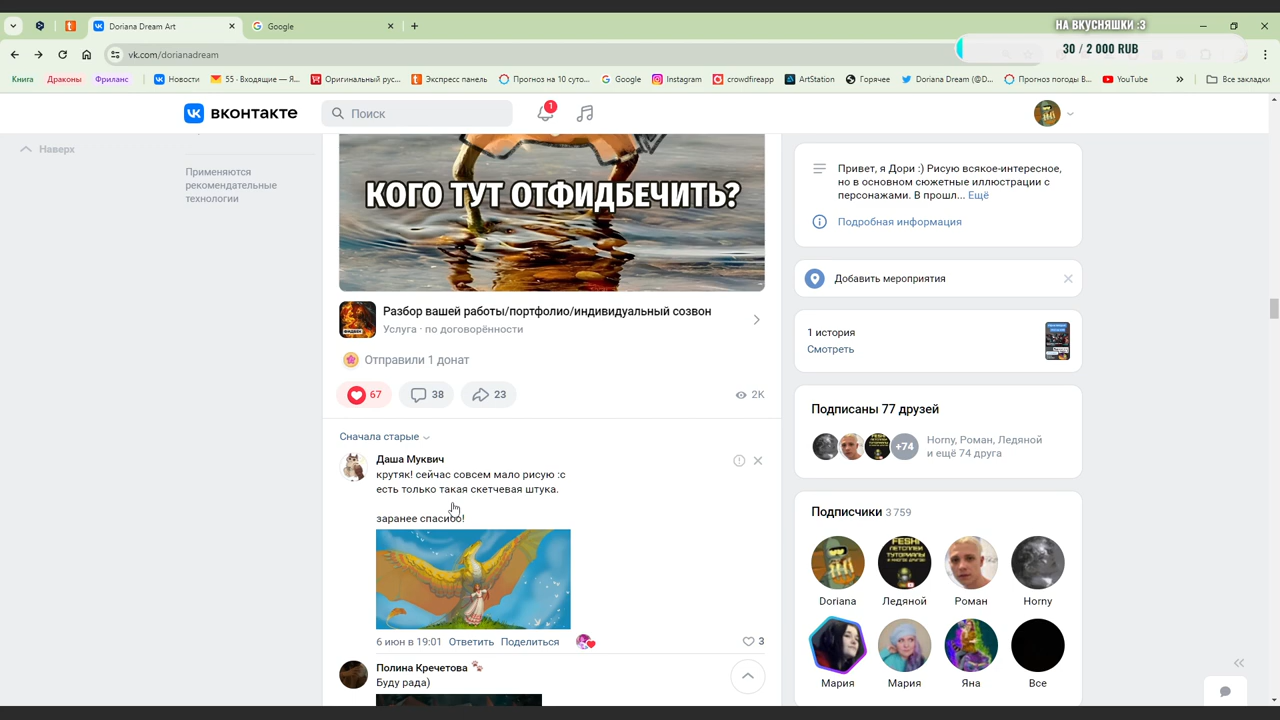 Doriana Dream Art
Google
НА ВКУСНЯШКИ :3
30 / 2 000 RUB
vk.com/dorianadream
Книга
Драконы
Фриланс
Новости
55 · Входящие — Я...
Оригинальный рус...
Экспресс панель
Прогноз на 10 суто...
Google
Instagram
crowdfireapp
ArtStation
Горячее
Doriana Dream (@D...
Прогноз погоды В...
YouTube
Все закладки
вконтакте
Поиск
1
Наверх
Применяются
рекомендательные
технологии
КОГО ТУТ ОТФИДБЕЧИТЬ?
Разбор вашей работы/портфолио/индивидуальный созвон
Услуга · по договорённости
Отправили 1 донат
67
38
23
2K
Сначала старые
Даша Муквич
крутяк! сейчас совсем мало рисую :с
есть только такая скетчевая штука.
заранее спасибо!
6 июн в 19:01 Ответить Поделиться
3
Полина Кречетова
Буду рада)
Привет, я Дори :) Рисую всякое-интересное,
но в основном сюжетные иллюстрации с
персонажами. В прошл... Ещё
Подробная информация
Добавить мероприятия
1 история
Смотреть
Подписаны 77 друзей
+74
Horny, Роман, Ледяной
и ещё 74 друга
Подписчики 3 759
FESHI
ЛЕТСПЛЕИ
ТУТОРИАЛЫ
Doriana
Ледяной
Роман
Horny
Мария
Мария
Яна
Все